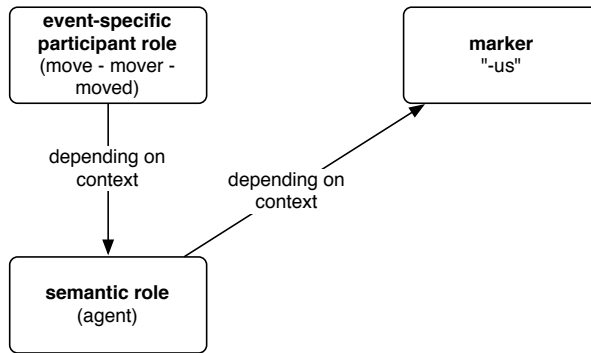 event-specific
participant role
(move - mover -
moved)
marker
"-us"
depending on
context
depending on
context
semantic role
(agent)